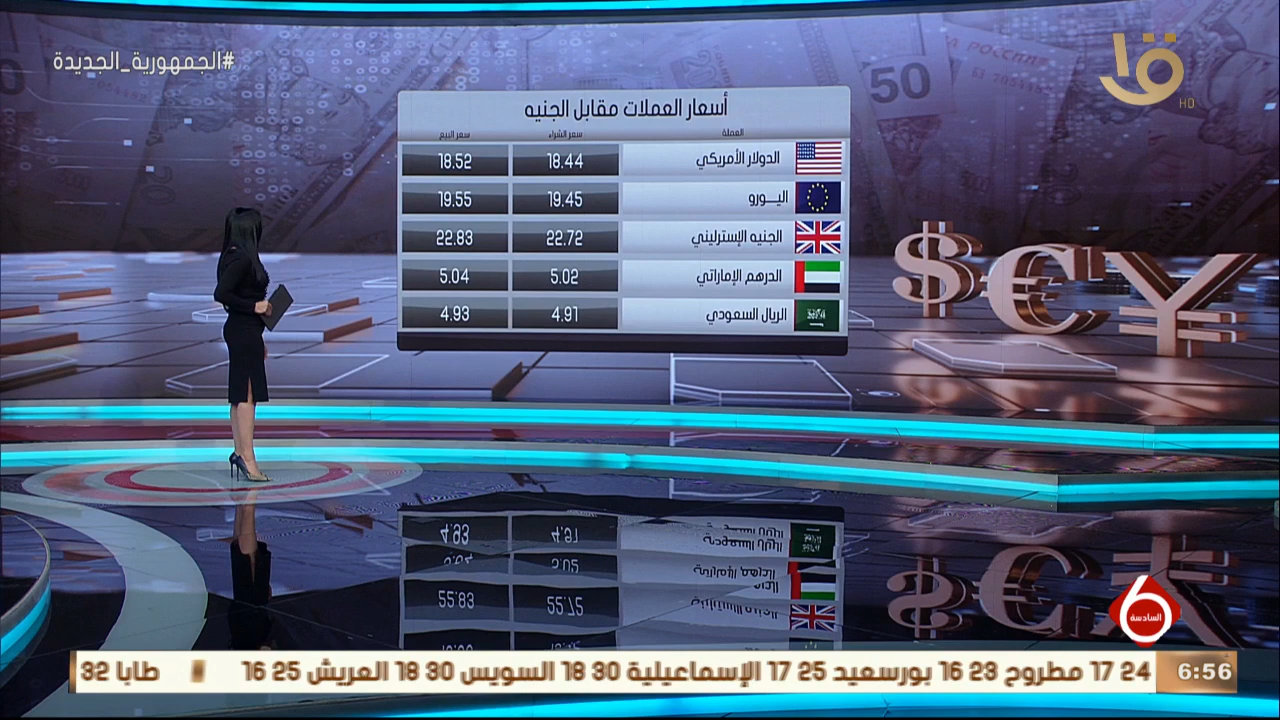 #الجمهورية_الجديدة
HD
50
أسعار العملات مقابل الجنيه
العملة سعر الشراء سعر البيع
الدولار الأمريكي 18.44 18.52
اليـــورو 19.45 19.55
الجنيه الإسترليني 22.72 22.83
الدرهم الإماراتي 5.02 5.04
الريال السعودي 4.91 4.93
$ € ¥
6
السادسة
6:56
24 17 مطروح 23 16 بورسعيد 25 17 الإسماعيلية 30 18 السويس 30 18 العريش 25 16 طابا 32